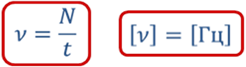 ν = N/t
[ν] = [Гц]